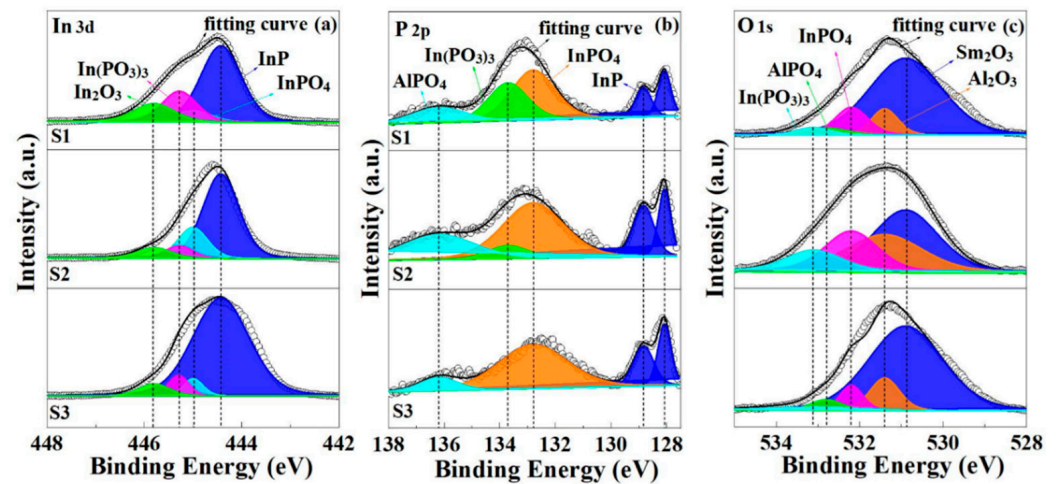 In 3d
fitting curve (a)
In(PO₃)₃
In₂O₃
InP
InPO₄
S1
S2
S3
Intensity (a.u.)
448 446 444 442
Binding Energy (eV)
P 2p
(b)
fitting curve
In(PO₃)₃
AlPO₄
InPO₄
InP
S1
S2
S3
Intensity (a.u.)
138 136 134 132 130 128
Binding Energy (eV)
O 1s
fitting curve (c)
InPO₄
AlPO₄
In(PO₃)₃
Sm₂O₃
Al₂O₃
S1
S2
S3
Intensity (a.u.)
534 532 530 528
Binding Energy (eV)